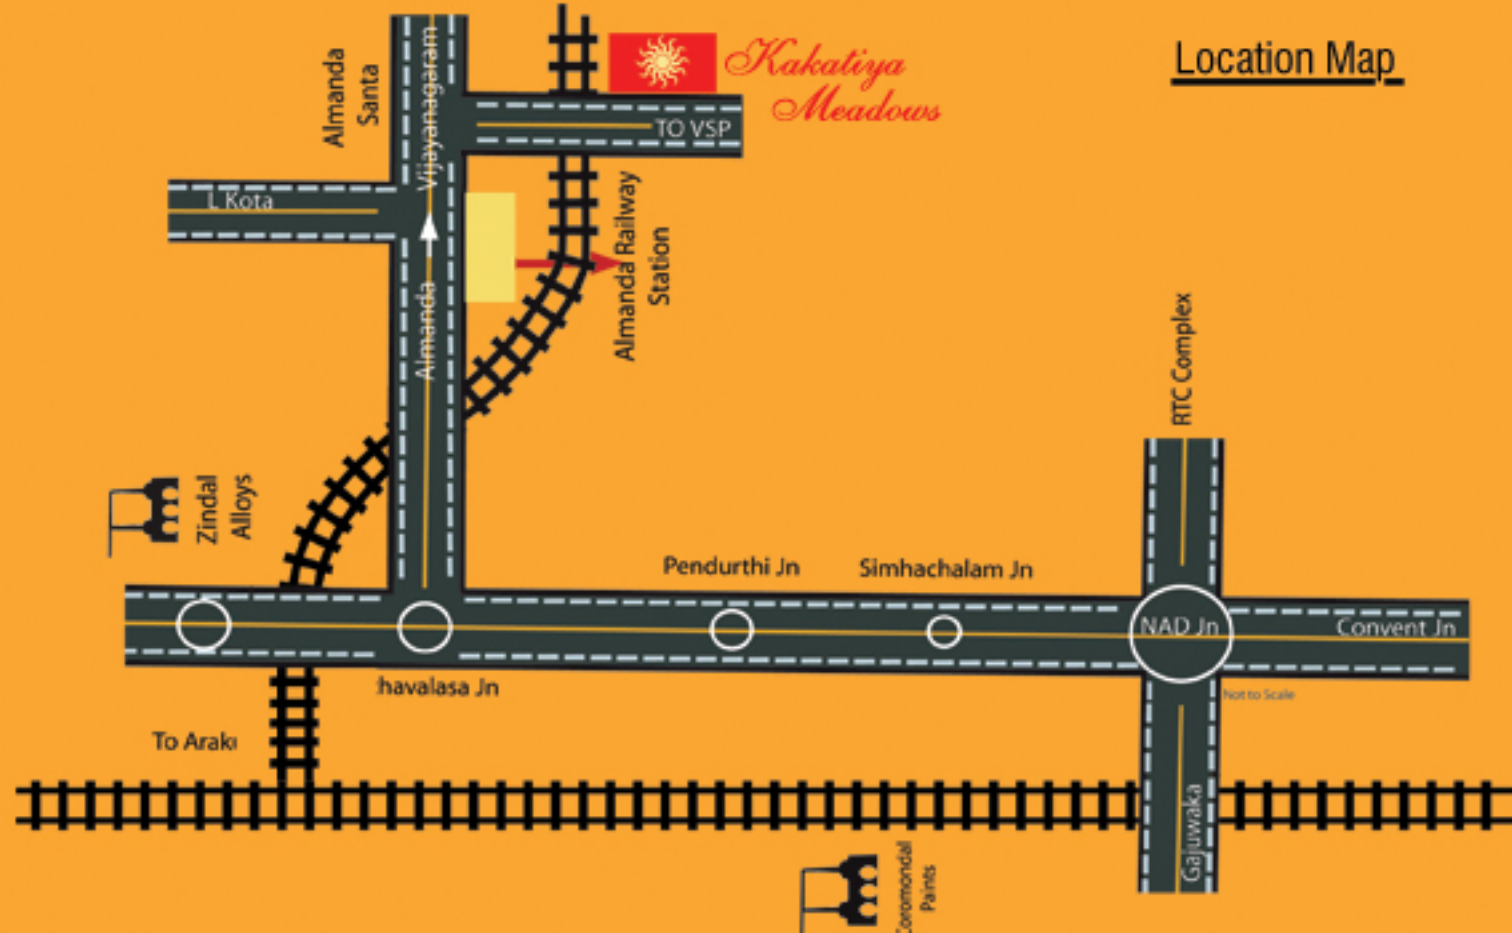 Location Map
Kakatiya
Meadows
Almanda
Santa
Vijayanagaram
TO VSP
L Kota
Almanda Railway
Station
Almanda
RTC Complex
Zindal
Alloys
Pendurthi Jn
Simhachalam Jn
NAD Jn
Convent Jn
havalasa Jn
Not to Scale
To Araku
Gajuwaka
Coromondal
Paints